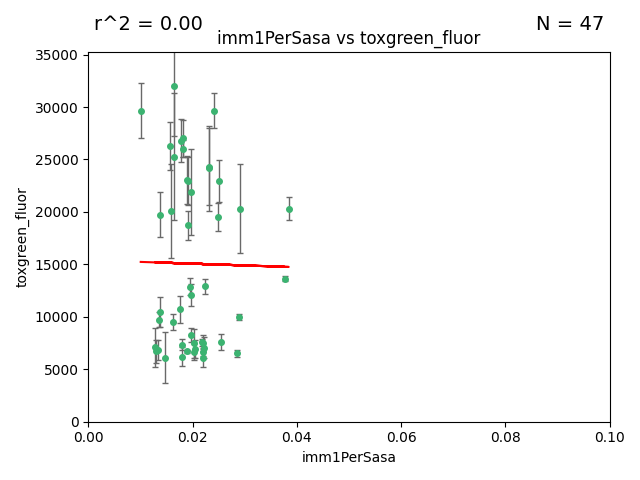 r^2 = 0.00
N = 47
imm1PerSasa vs toxgreen_fluor
35000
30000
25000
20000
15000
10000
5000
0
toxgreen_fluor
0.00
0.02
0.04
0.06
0.08
0.10
imm1PerSasa